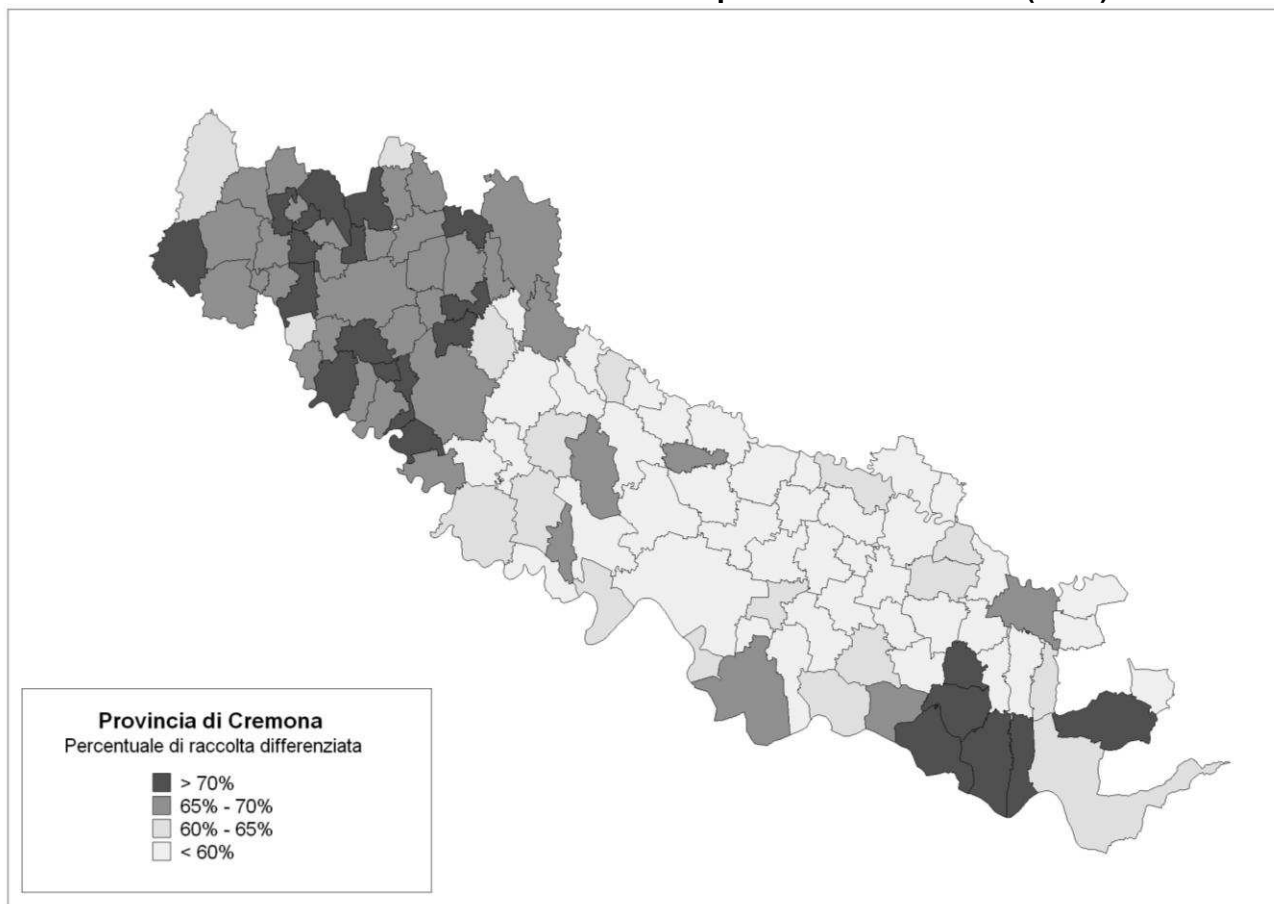 Provincia di Cremona
Percentuale di raccolta differenziata
> 70%
65% - 70%
60% - 65%
< 60%